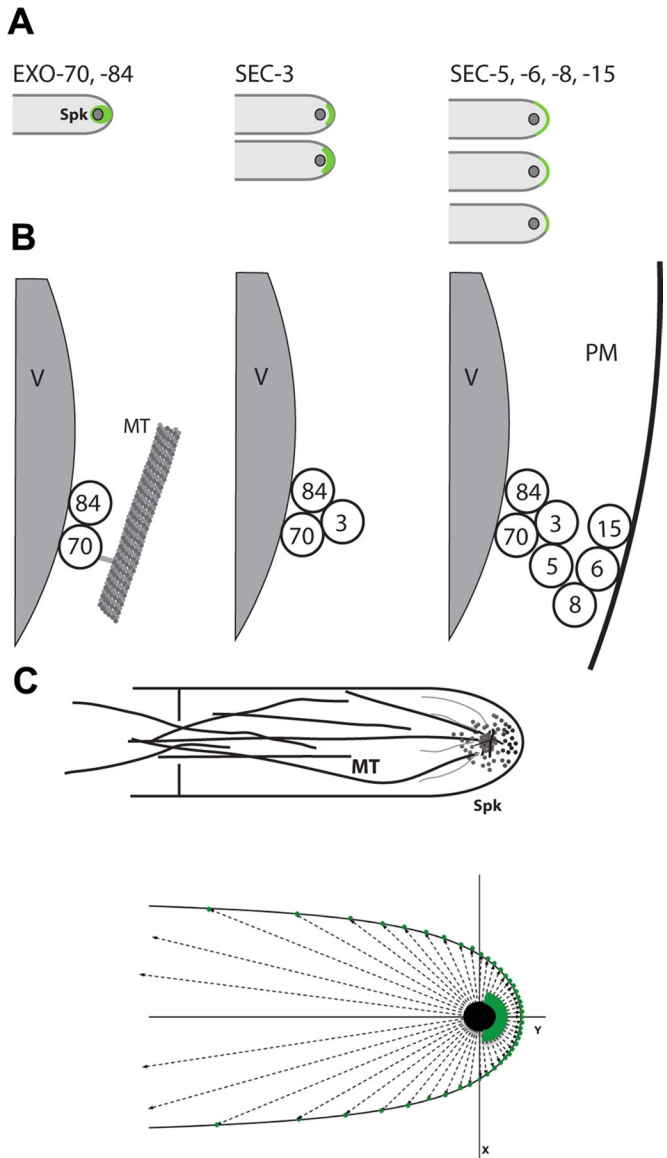 A
EXO-70, -84
SEC-3
SEC-5, -6, -8, -15
Spk
B
V
V
V
PM
MT
84
84
84
70
3
70
3
15
70
5
6
8
C
MT
Spk
Y
X